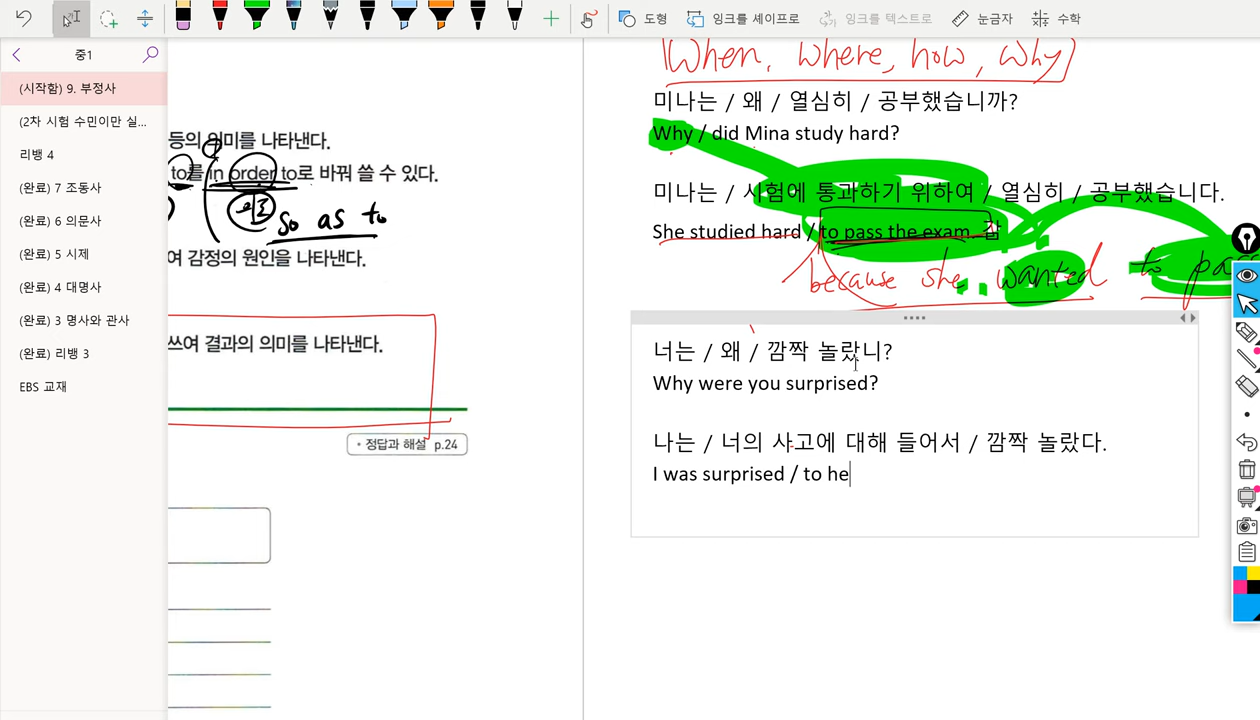 도형
잉크를 셰이프로
잉크를 텍스트로
눈금자
수학
중1
(시작함) 9. 부정사
(2차 시험 수민이만 실...
리뱅 4
(완료) 7 조동사
(완료) 6 의문사
(완료) 5 시제
(완료) 4 대명사
(완료) 3 명사와 관사
(완료) 리뱅 3
EBS 교재
등의 의미를 나타낸다.
to를 in order to로 바꿔 쓸 수 있다.
so as to
여 감정의 원인을 나타낸다.
쓰여 결과의 의미를 나타낸다.
• 정답과 해설 p.24
When, where, how, why
미나는 / 왜 / 열심히 / 공부했습니까?
Why / did Mina study hard?
미나는 / 시험에 통과하기 위하여 / 열심히 / 공부했습니다.
She studied hard / to pass the exam. 갑
because she wanted to pass
너는 / 왜 / 깜짝 놀랐니?
Why were you surprised?
나는 / 너의 사고에 대해 들어서 / 깜짝 놀랐다.
I was surprised / to he